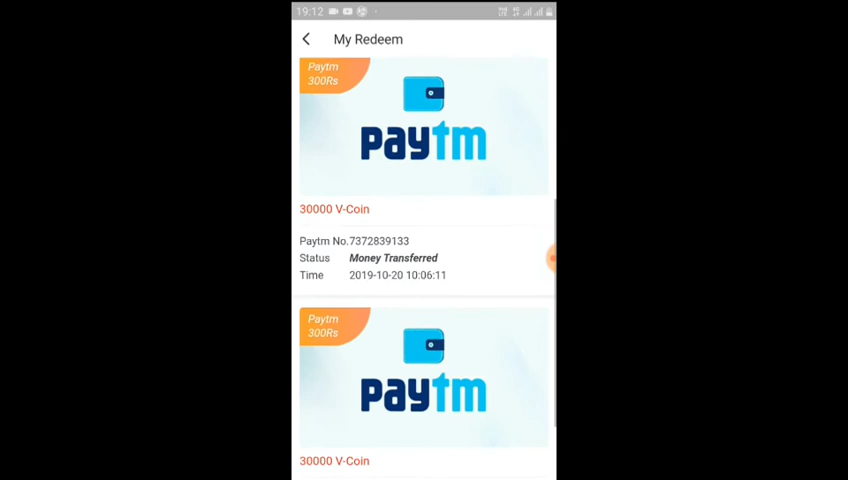 19:12
My Redeem
Paytm
300Rs
paytm
30000 V-Coin
Paytm No.7372839133
Status Money Transferred
Time 2019-10-20 10:06:11
Paytm
300Rs
paytm
30000 V-Coin